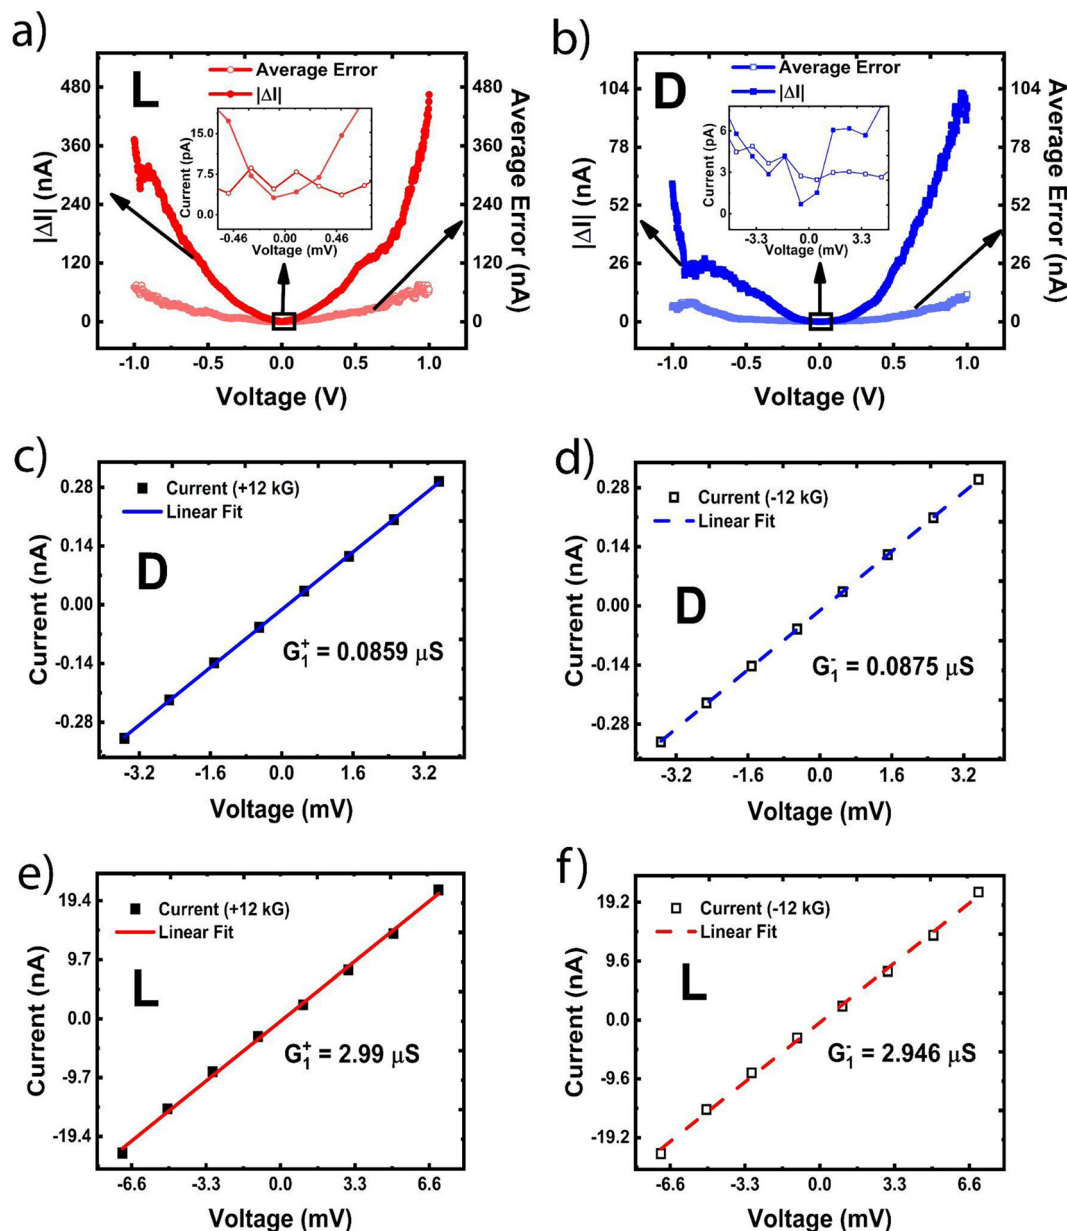 a)
L
Average Error
|ΔI|
|ΔI| (nA)
480
360
240
120
0
Average Error (nA)
480
360
240
120
0
Current (pA)
15.0
7.5
0.0
-0.46 0.00 0.46
Voltage (mV)
-1.0 -0.5 0.0 0.5 1.0
Voltage (V)
b)
D
Average Error
|ΔI|
|ΔI| (nA)
104
78
52
26
0
Average Error (nA)
104
78
52
26
0
Current (pA)
6
3
0
-3.3 0.0 3.3
Voltage (mV)
-1.0 -0.5 0.0 0.5 1.0
Voltage (V)
c)
Current (+12 kG)
Linear Fit
D
G₁⁺ = 0.0859 μS
Current (nA)
0.28
0.14
0.00
-0.14
-0.28
-3.2 -1.6 0.0 1.6 3.2
Voltage (mV)
d)
Current (-12 kG)
Linear Fit
D
G₁⁻ = 0.0875 μS
Current (nA)
0.28
0.14
0.00
-0.14
-0.28
-3.2 -1.6 0.0 1.6 3.2
Voltage (mV)
e)
Current (+12 kG)
Linear Fit
L
G₁⁺ = 2.99 μS
Current (nA)
19.4
9.7
0.0
-9.7
-19.4
-6.6 -3.3 0.0 3.3 6.6
Voltage (mV)
f)
Current (-12 kG)
Linear Fit
L
G₁⁻ = 2.946 μS
Current (nA)
19.2
9.6
0.0
-9.6
-19.2
-6.6 -3.3 0.0 3.3 6.6
Voltage (mV)